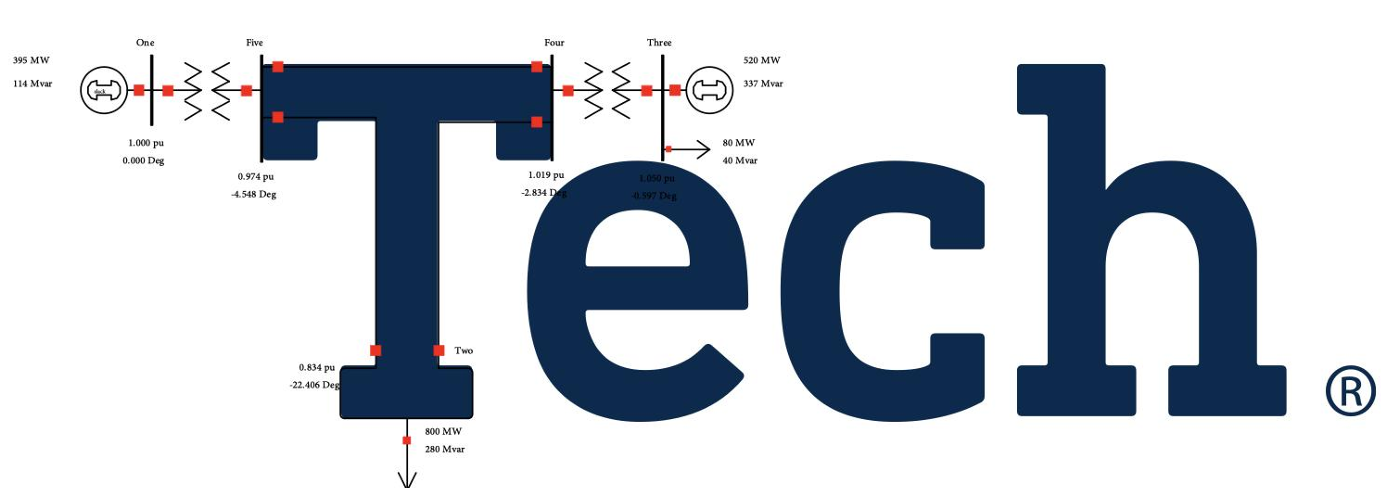 One
Five
Four
Three
395 MW
114 Mvar
slack
520 MW
337 Mvar
80 MW
40 Mvar
1.000 pu
0.000 Deg
0.974 pu
-4.548 Deg
1.019 pu
-2.834 Deg
1.050 pu
-0.597 Deg
Tech®
Two
0.834 pu
-22.406 Deg
800 MW
280 Mvar